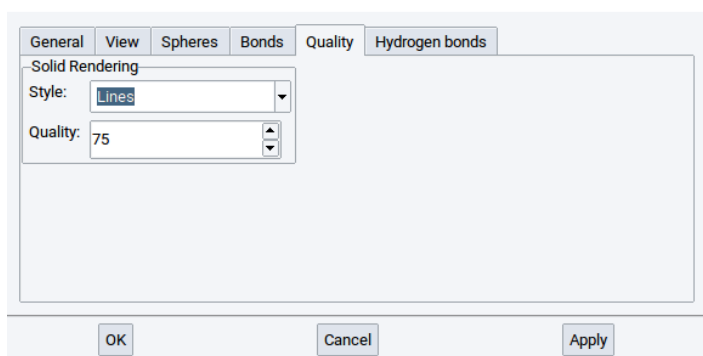 General View Spheres Bonds Quality Hydrogen bonds
Solid Rendering
Style: Lines
Quality: 75
OK Cancel Apply